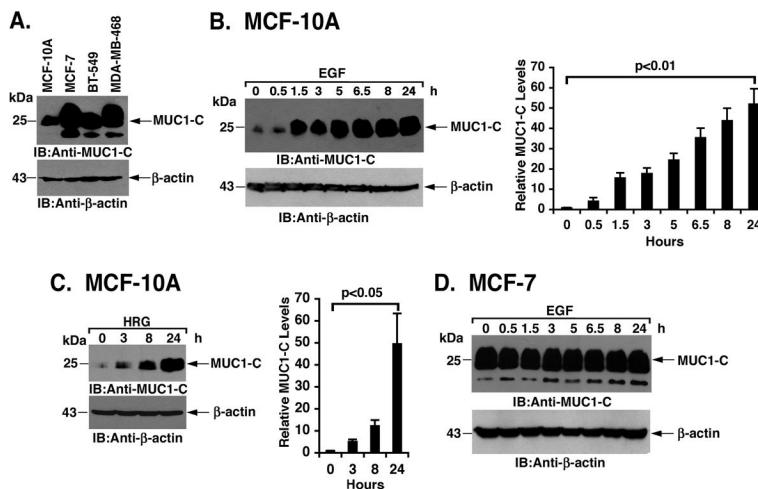 A.
MCF-10A
MCF-7
BT-549
MDA-MB-468
kDa
25
MUC1-C
IB:Anti-MUC1-C
43
β-actin
IB:Anti-β-actin
B. MCF-10A
EGF
kDa 0 0.5 1.5 3 5 6.5 8 24 h
25
MUC1-C
IB:Anti-MUC1-C
43
β-actin
IB:Anti-β-actin
Relative MUC1-C Levels
70
60
50
40
30
20
10
0
p<0.01
0 0.5 1.5 3 5 6.5 8 24
Hours
C. MCF-10A
HRG
kDa 0 3 8 24 h
25
MUC1-C
IB:Anti-MUC1-C
43
β-actin
IB:Anti-β-actin
Relative MUC1-C Levels
70
60
50
40
30
20
10
0
p<0.05
0 3 8 24
Hours
D. MCF-7
EGF
kDa 0 0.5 1.5 3 5 6.5 8 24 h
25
MUC1-C
IB:Anti-MUC1-C
43
β-actin
IB:Anti-β-actin